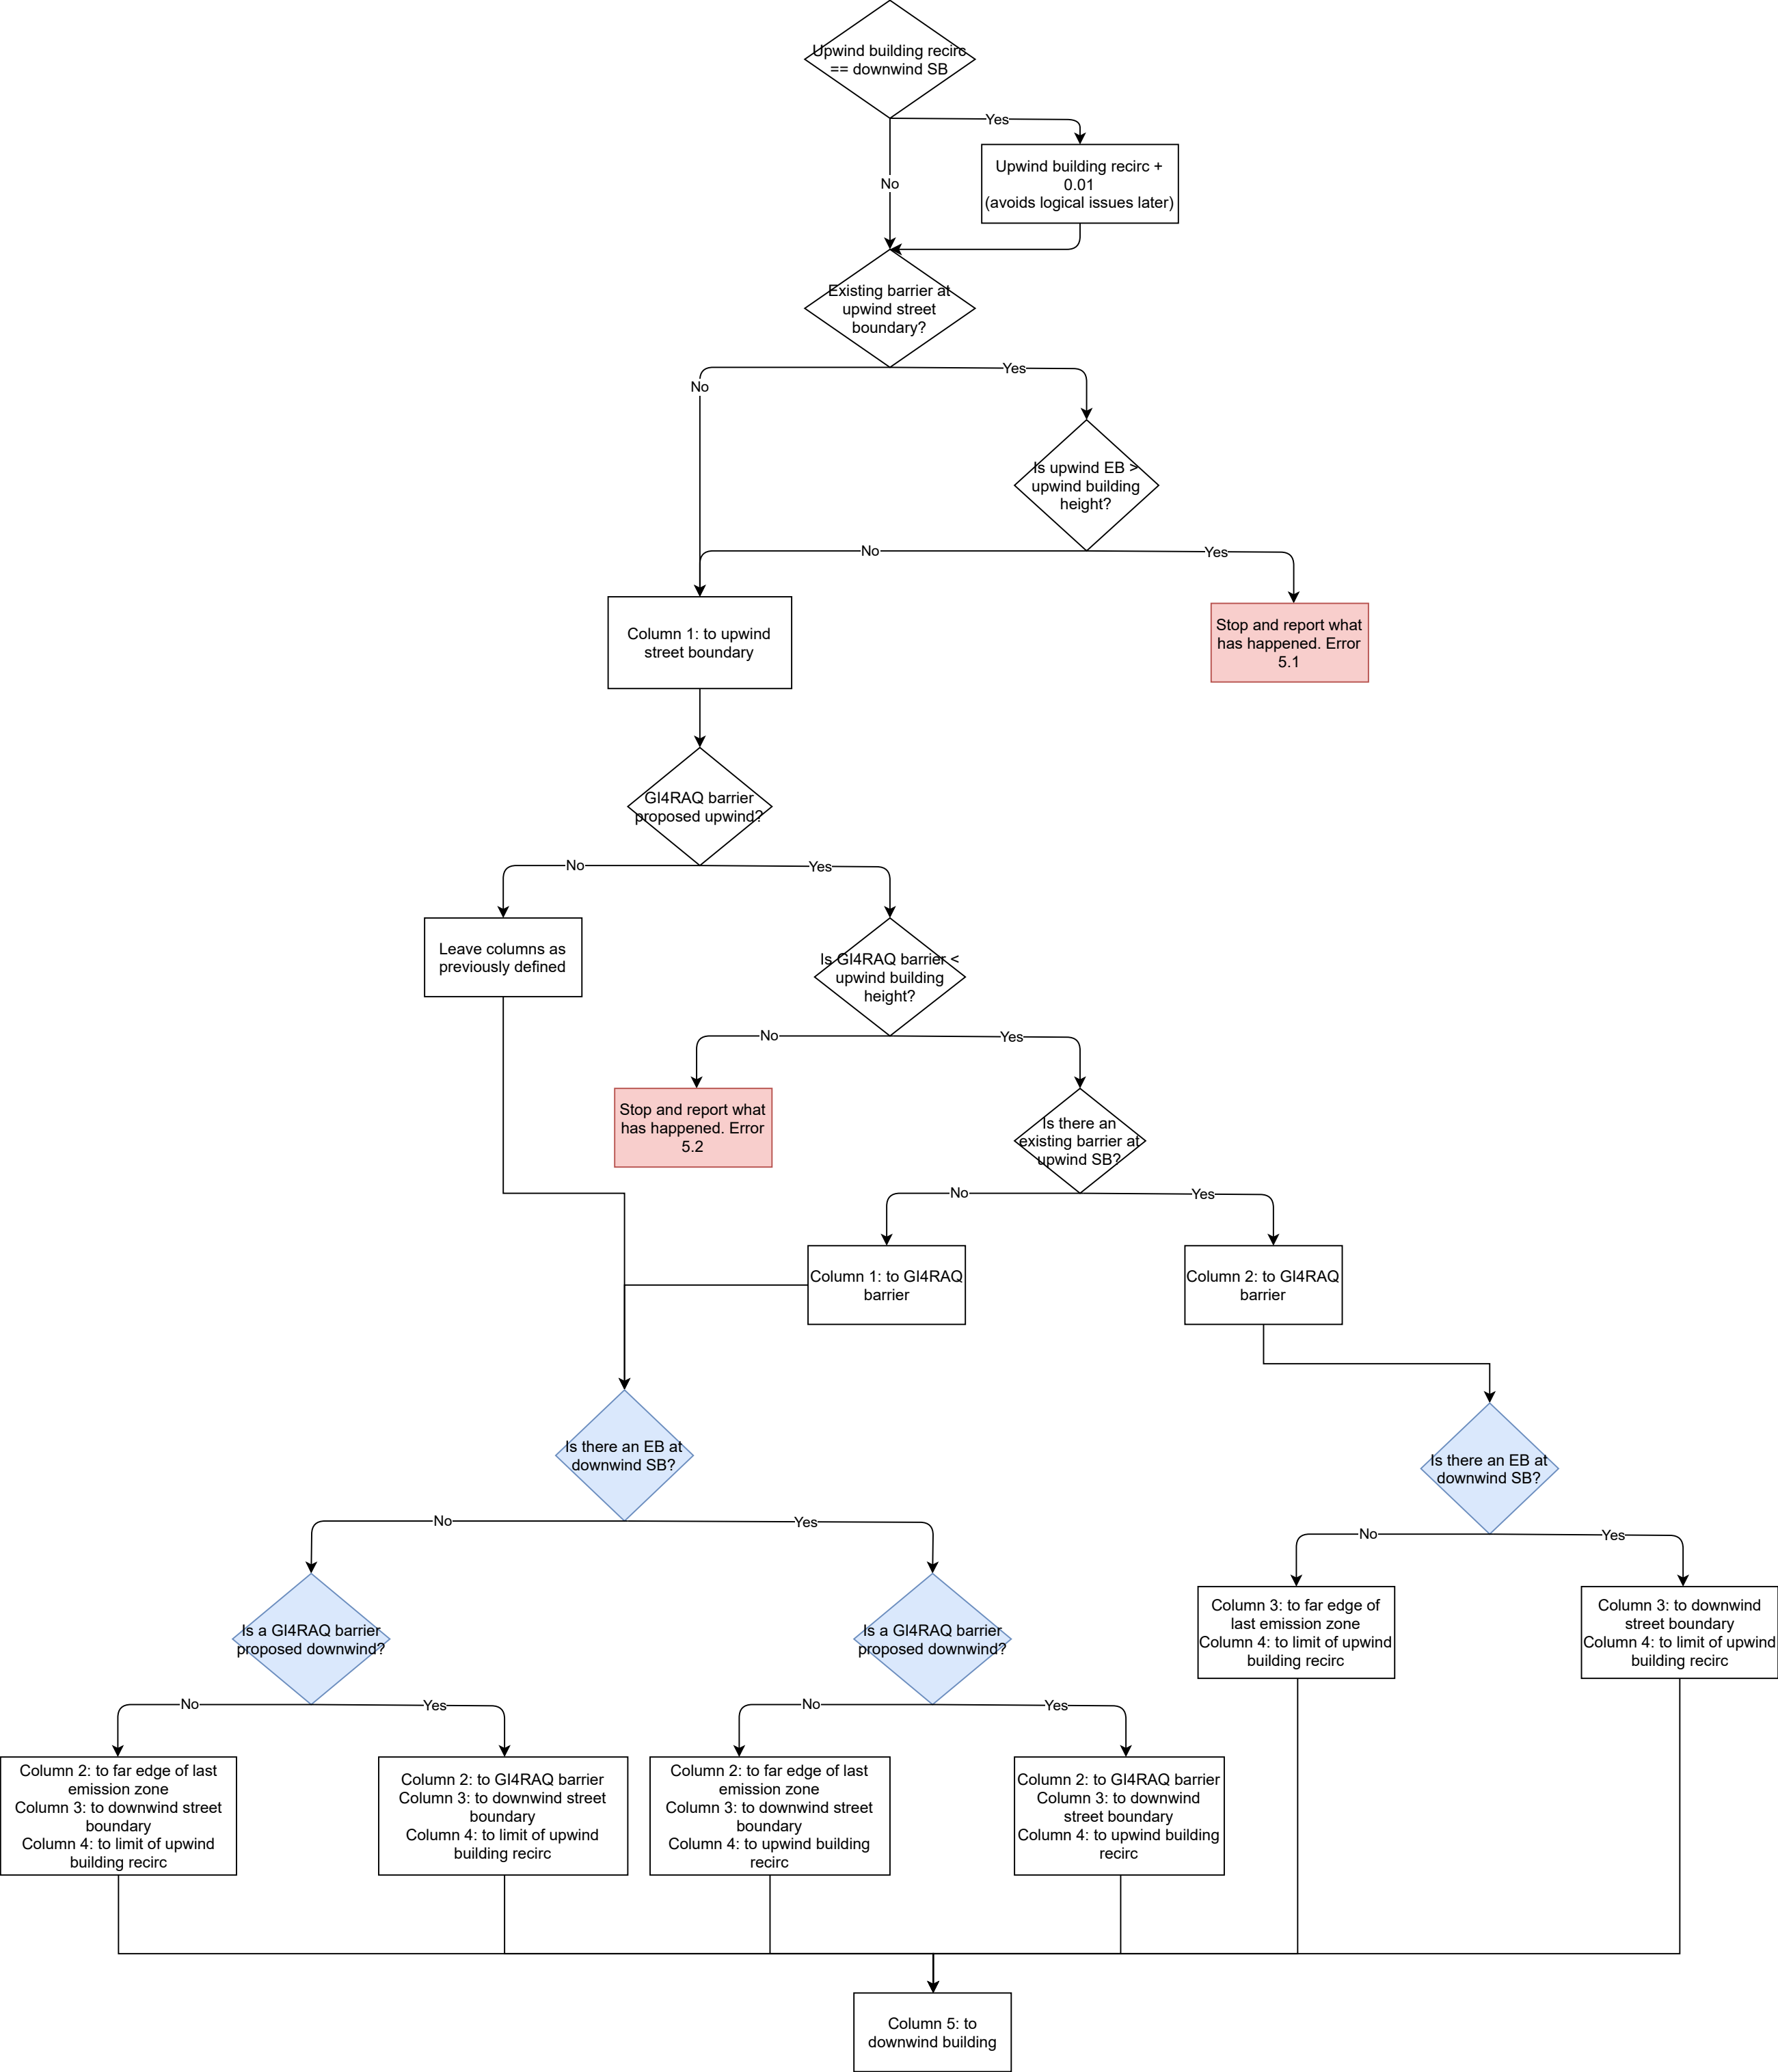 Upwind building recirc
== downwind SB
Yes
Upwind building recirc +
0.01
(avoids logical issues later)
No
Existing barrier at
upwind street
boundary?
Yes
No
Is upwind EB >
upwind building
height?
No
Yes
Column 1: to upwind
street boundary
Stop and report what
has happened. Error
5.1
GI4RAQ barrier
proposed upwind?
No
Yes
Leave columns as
previously defined
Is GI4RAQ barrier <
upwind building
height?
No
Yes
Stop and report what
has happened. Error
5.2
Is there an
existing barrier at
upwind SB?
No
Yes
Column 1: to GI4RAQ
barrier
Column 2: to GI4RAQ
barrier
Is there an EB at
downwind SB?
Is there an EB at
downwind SB?
No
Yes
No
Yes
Is a GI4RAQ barrier
proposed downwind?
Is a GI4RAQ barrier
proposed downwind?
Column 3: to far edge of
last emission zone
Column 4: to limit of upwind
building recirc
Column 3: to downwind
street boundary
Column 4: to limit of upwind
building recirc
No
Yes
No
Yes
Column 2: to far edge of last
emission zone
Column 3: to downwind street
boundary
Column 4: to limit of upwind
building recirc
Column 2: to GI4RAQ barrier
Column 3: to downwind street
boundary
Column 4: to limit of upwind
building recirc
Column 2: to far edge of last
emission zone
Column 3: to downwind street
boundary
Column 4: to upwind building
recirc
Column 2: to GI4RAQ barrier
Column 3: to downwind
street boundary
Column 4: to upwind building
recirc
Column 5: to
downwind building